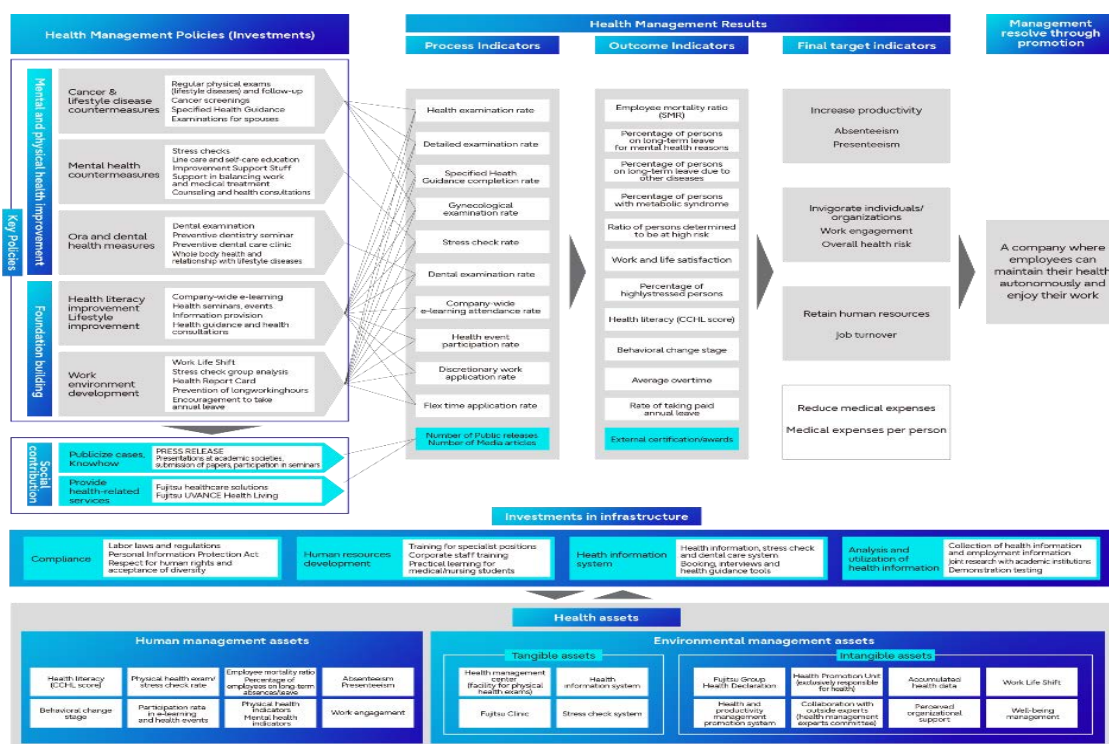 Health Management Policies (Investments)
Key Policies
Mental and physical health improvement
Cancer &
lifestyle disease
countermeasures
Regular physical exams
(lifestyle diseases) and follow-up
Cancer screenings
Specified Health Guidance
Examinations for spouses
Mental health
countermeasures
Stress checks
Line care and self-care education
Improvement Support Stuff
Support in balancing work
and medical treatment
Counseling and health consultations
Ora and dental
health measures
Dental examination
Preventive dentistry seminar
Preventive dental care clinic
Whole body health and
relationship with lifestyle diseases
Foundation building
Health literacy
improvement
Lifestyle
improvement
Company-wide e-learning
Health seminars, events
Information provision
Health guidance and health
consultations
Work
environment
development
Work Life Shift
Stress check group analysis
Health Report Card
Prevention of longworkinghours
Encouragement to take
annual leave
Social
contribution
Publicize cases,
Knowhow
PRESS RELEASE
Presentations at academic societies,
submission of papers, participation in seminars
Provide
health-related
services
Fujitsu healthcare solutions
Fujitsu UVANCE Health Living
Health Management Results
Process Indicators
Health examination rate
Detailed examination rate
Specified Heath
Guidance completion rate
Gynecological
examination rate
Stress check rate
Dental examination rate
Company-wide
e-learning attendance rate
Health event
participation rate
Discretionary work
application rate
Flex time application rate
Number of Public releases
Number of Media articles
Outcome Indicators
Employee mortality ratio
(SMR)
Percentage of persons
on long-term leave
for mental health reasons
Percentage of persons
on long-term leave due to
other diseases
Percentage of persons
with metabolic syndrome
Ratio of persons determined
to be at high risk
Work and life satisfaction
Percentage of
highlystressed persons
Health literacy (CCHL score)
Behavioral change stage
Average overtime
Rate of taking paid
annual leave
External certification/awards
Final target indicators
Increase productivity
Absenteeism
Presenteeism
Invigorate individuals/
organizations
Work engagement
Overall health risk
Retain human resources
Job turnover
Reduce medical expenses
Medical expenses per person
Management
resolve through
promotion
A company where
employees can
maintain their health
autonomously and
enjoy their work
Investments in infrastructure
Compliance
Labor laws and regulations
Personal Information Protection Act
Respect for human rights and
acceptance of diversity
Human resources
development
Training for specialist positions
Corporate staff training
Practical learning for
medical/nursing students
Heath information
system
Health information, stress check
and dental care system
Booking, interviews and
health guidance tools
Analysis and
utilization of
health information
Collection of health information
and employment information
joint research with academic institutions
Demonstration testing
Health assets
Human management assets
Health literacy
(CCHL score)
Physical health exam/
stress check rate
Employee mortality ratio
Percentage of
employees on long-term
absences/leave
Absenteeism
Presenteeism
Behavioral change
stage
Participation rate
in e-learning
and health events
Physical health
indicators
Mental health
indicators
Work engagement
Environmental management assets
Tangible assets
Health management
center
(facility for physical
health exams)
Health
information system
Fujitsu Clinic
Stress check system
Intangible assets
Fujitsu Group
Health Declaration
Health Promotion Unit
(exclusively responsible
for health)
Accumulated
health data
Work Life Shift
Health and
productivity
management
promotion system
Collaboration with
outside experts
(health management
experts committee)
Perceived
organizational
support
Well-being
management